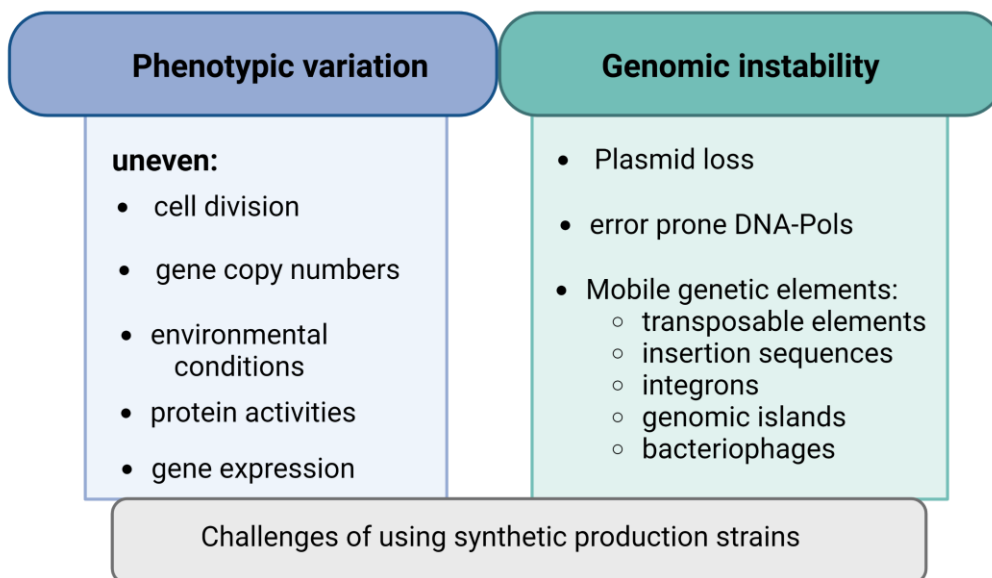 Phenotypic variation
Genomic instability
uneven:
• cell division
• gene copy numbers
• environmental
conditions
• protein activities
• gene expression
• Plasmid loss
• error prone DNA-Pols
• Mobile genetic elements:
○ transposable elements
○ insertion sequences
○ integrons
○ genomic islands
○ bacteriophages
Challenges of using synthetic production strains